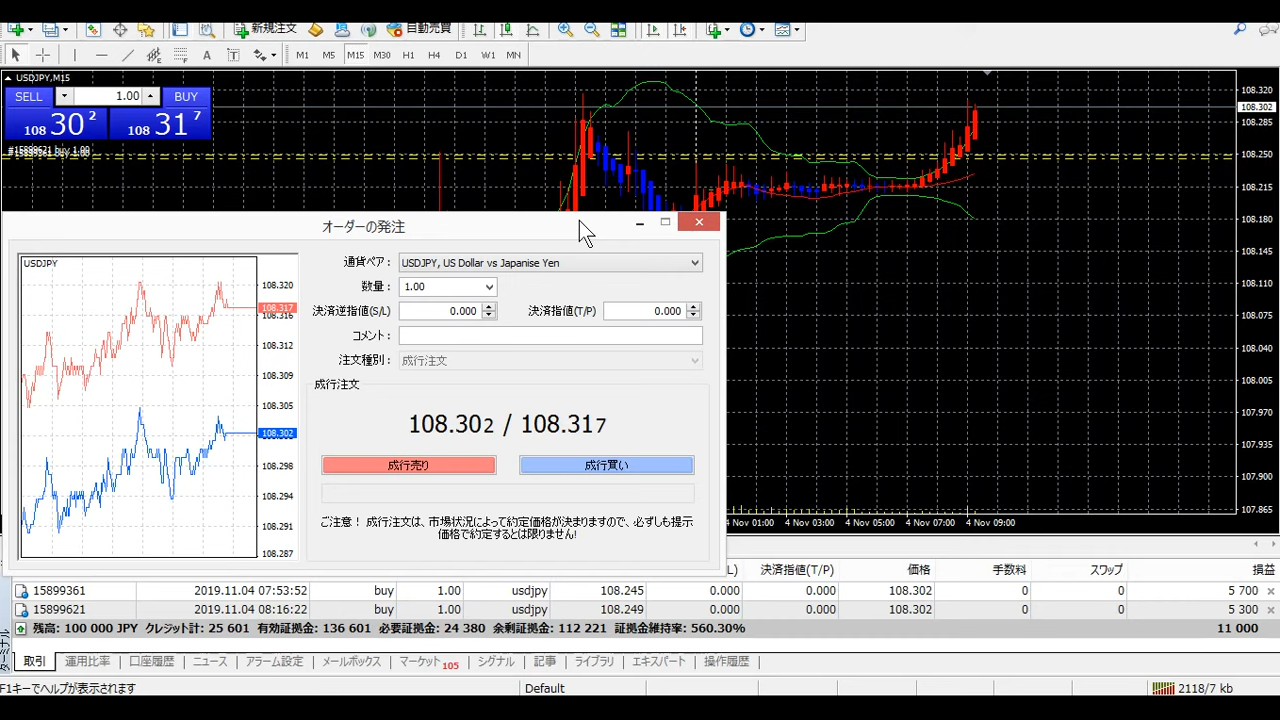 新規注文 自動売買
M1 M5 M15 M30 H1 H4 D1 W1 MN
USDJPY,M15
SELL 1.00 BUY
108 30 2 108 31 7
#15899621 buy 1.00
108.320
108.302
108.285
108.250
108.215
108.180
108.145
108.110
108.075
108.040
108.005
107.970
107.935
107.900
107.865
4 Nov 01:00 4 Nov 03:00 4 Nov 05:00 4 Nov 07:00 4 Nov 09:00
オーダーの発注
USDJPY
108.320
108.317
108.316
108.312
108.309
108.305
108.302
108.298
108.294
108.291
108.287
通貨ペア: USDJPY, US Dollar vs Japanise Yen
数量: 1.00
決済逆指値(S/L) 0.000 決済指値(T/P) 0.000
コメント:
注文種別: 成行注文
成行注文
108.302 / 108.317
成行売り 成行買い
ご注意！ 成行注文は、市場状況によって約定価格が決まりますので、必ずしも提示
価格で約定するとは限りません!
L) 決済指値(T/P) 価格 手数料 スワップ 損益
15899361 2019.11.04 07:53:52 buy 1.00 usdjpy 108.245 0.000 0.000 108.302 0 0 5 700
15899621 2019.11.04 08:16:22 buy 1.00 usdjpy 108.249 0.000 0.000 108.302 0 0 5 300
残高: 100 000 JPY クレジット計: 25 601 有効証拠金: 136 601 必要証拠金: 24 380 余剰証拠金: 112 221 証拠金維持率: 560.30% 11 000
ターミナル
取引 運用比率 口座履歴 ニュース アラーム設定 メールボックス マーケット 105 シグナル 記事 ライブラリ エキスパート 操作履歴
F1キーでヘルプが表示されます Default 2118/7 kb